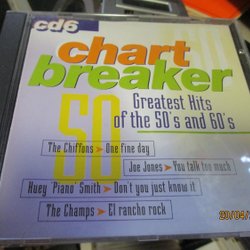 cd6
chart
breaker
50
Greatest Hits
of the 50's and 60's
The Chiffons One fine day
Joe Jones You talk too much
Huey 'Piano' Smith Don't you just know it
The Champs El rancho rock